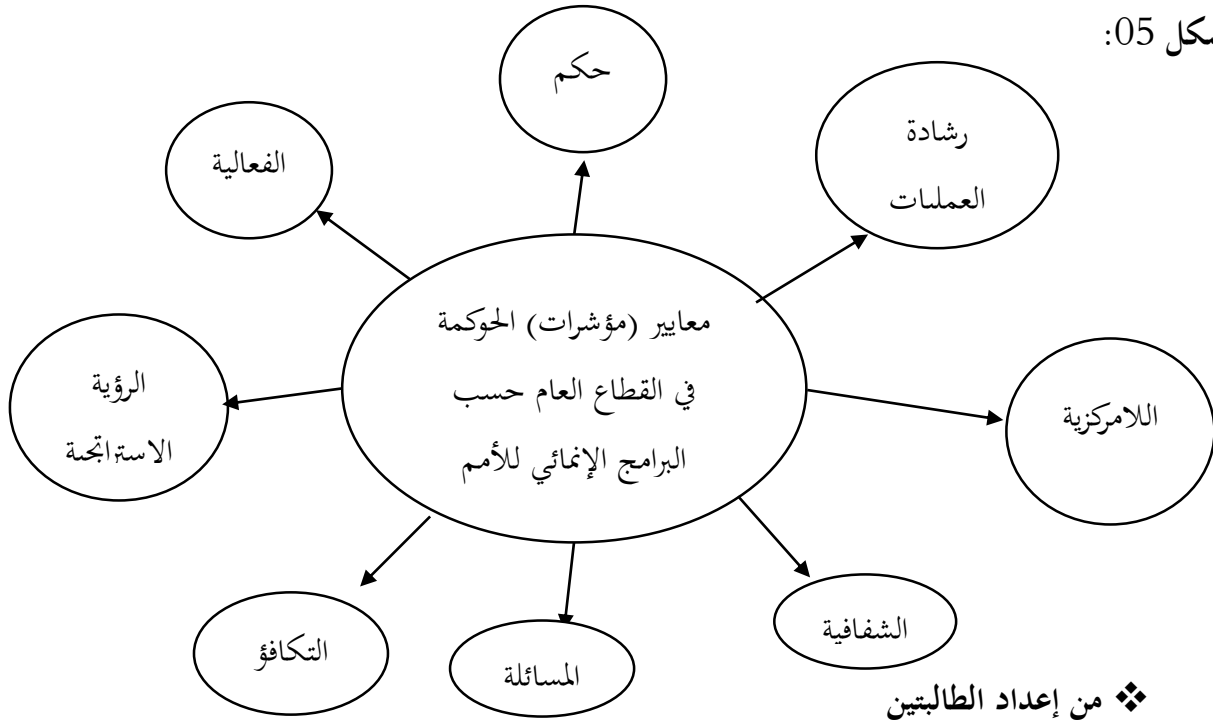 شكل 05:
حكم
رشادة
العمليات
الفعالية
معايير (مؤشرات) الحوكمة
في القطاع العام حسب
البرامج الإنمائي للأمم
الرؤية
الاستراتجية
اللامركزية
التكافؤ
المسائلة
الشفافية
❖ من إعداد الطالبتين